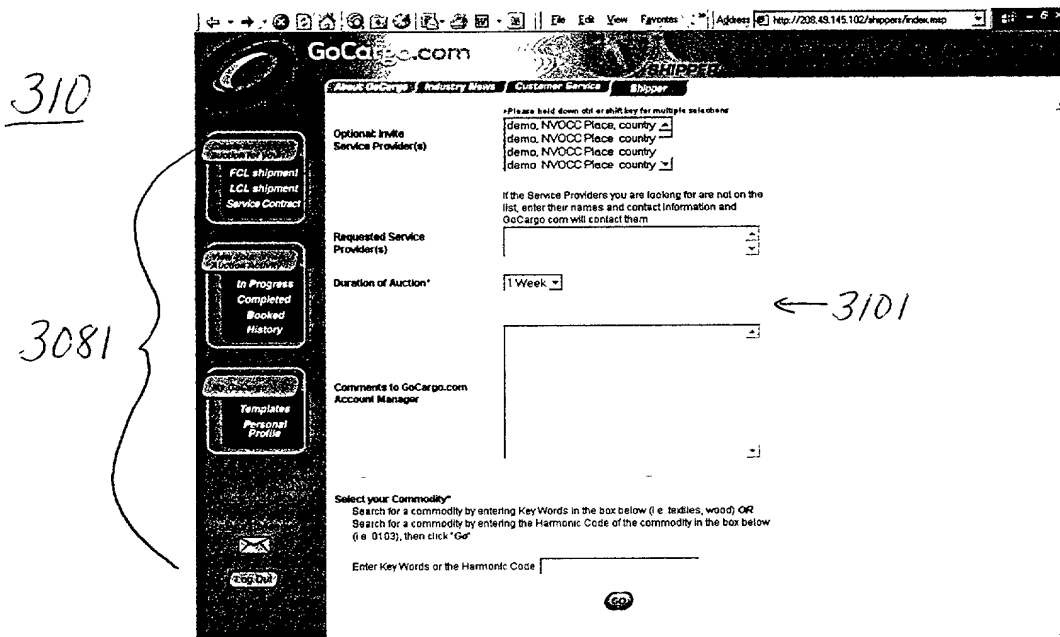 File Edit View Favorites Address http://208.49.145.102/shippers/index.msp
GoCargo.com
SHIPPER
About GoCargo Industry News Customer Service Shipper
310
*Please hold down ctrl or shift key for multiple selections
Optional: Invite
Service Provider(s)
demo, NVOCC Place, country
demo, NVOCC Place country
demo, NVOCC Place country
demo NVOCC Place country
If the Service Providers you are looking for are not on the
list, enter their names and contact information and
GoCargo com will contact them
Requested Service
Provider(s)
Duration of Auction*
1 Week
3101
Comments to GoCargo.com
Account Manager
Select your Commodity*
Search for a commodity by entering Key Words in the box below (i e textiles, wood) OR
Search for a commodity by entering the Harmonic Code of the commodity in the box below
(i e 0103), then click "Go"
Enter Key Words or the Harmonic Code
GO
3081
FCL shipment
LCL shipment
Service Contract
In Progress
Completed
Booked
History
Templates
Personal
Profile
Log Out